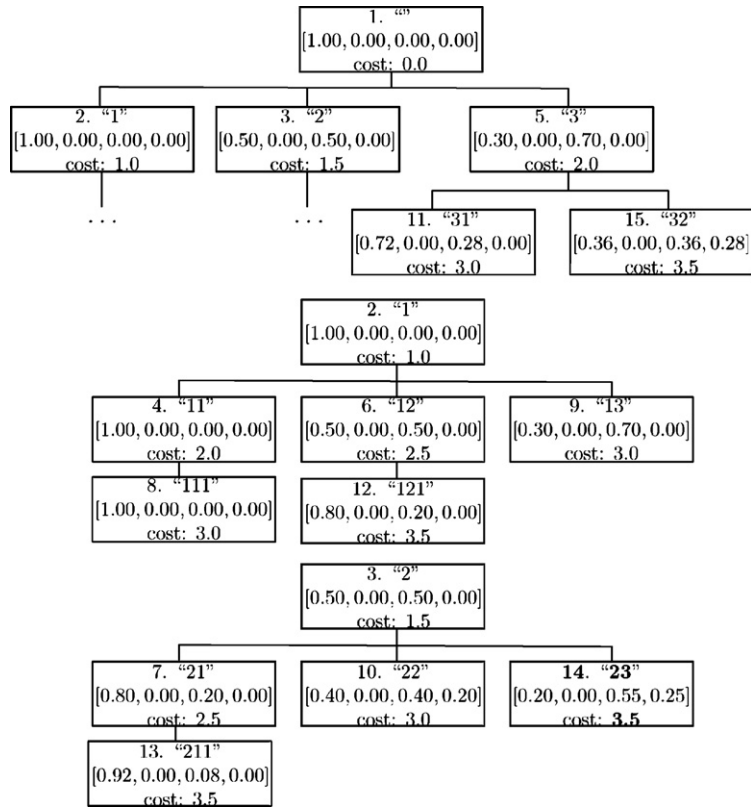 1. “”
[1.00, 0.00, 0.00, 0.00]
cost: 0.0
2. “1”
[1.00, 0.00, 0.00, 0.00]
cost: 1.0
3. “2”
[0.50, 0.00, 0.50, 0.00]
cost: 1.5
5. “3”
[0.30, 0.00, 0.70, 0.00]
cost: 2.0
. . .
. . .
11. “31”
[0.72, 0.00, 0.28, 0.00]
cost: 3.0
15. “32”
[0.36, 0.00, 0.36, 0.28]
cost: 3.5
2. “1”
[1.00, 0.00, 0.00, 0.00]
cost: 1.0
4. “11”
[1.00, 0.00, 0.00, 0.00]
cost: 2.0
6. “12”
[0.50, 0.00, 0.50, 0.00]
cost: 2.5
9. “13”
[0.30, 0.00, 0.70, 0.00]
cost: 3.0
8. “111”
[1.00, 0.00, 0.00, 0.00]
cost: 3.0
12. “121”
[0.80, 0.00, 0.20, 0.00]
cost: 3.5
3. “2”
[0.50, 0.00, 0.50, 0.00]
cost: 1.5
7. “21”
[0.80, 0.00, 0.20, 0.00]
cost: 2.5
10. “22”
[0.40, 0.00, 0.40, 0.20]
cost: 3.0
14. “23”
[0.20, 0.00, 0.55, 0.25]
cost: 3.5
13. “211”
[0.92, 0.00, 0.08, 0.00]
cost: 3.5